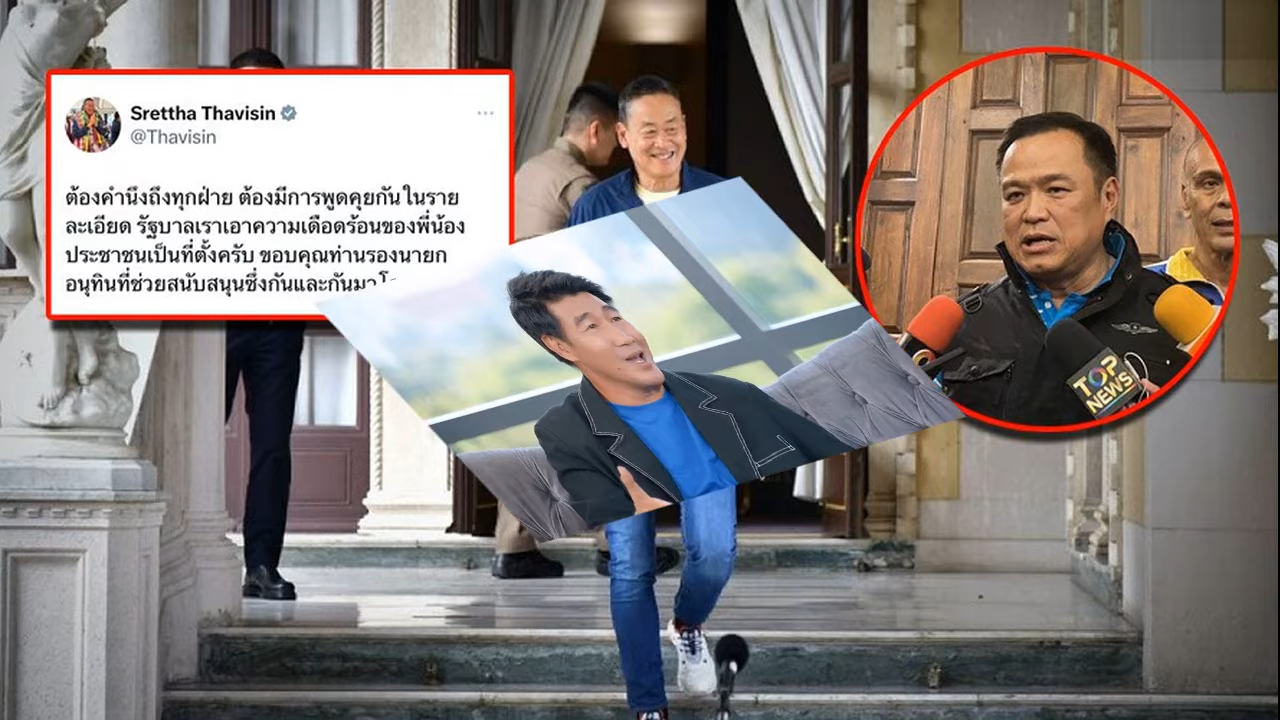 Srettha Thavisin
@Thavisin
ต้องคำนึงถึงทุกฝ่าย ต้องมีการพูดคุยกันในราย
ละเอียด รัฐบาลเราเอาความเดือดร้อนของพี่น้อง
ประชาชนเป็นที่ตั้งครับ ขอบคุณท่านรองนายก
อนุทินที่ช่วยสนับสนุนซึ่งกันและกัน
TOP
NEWS